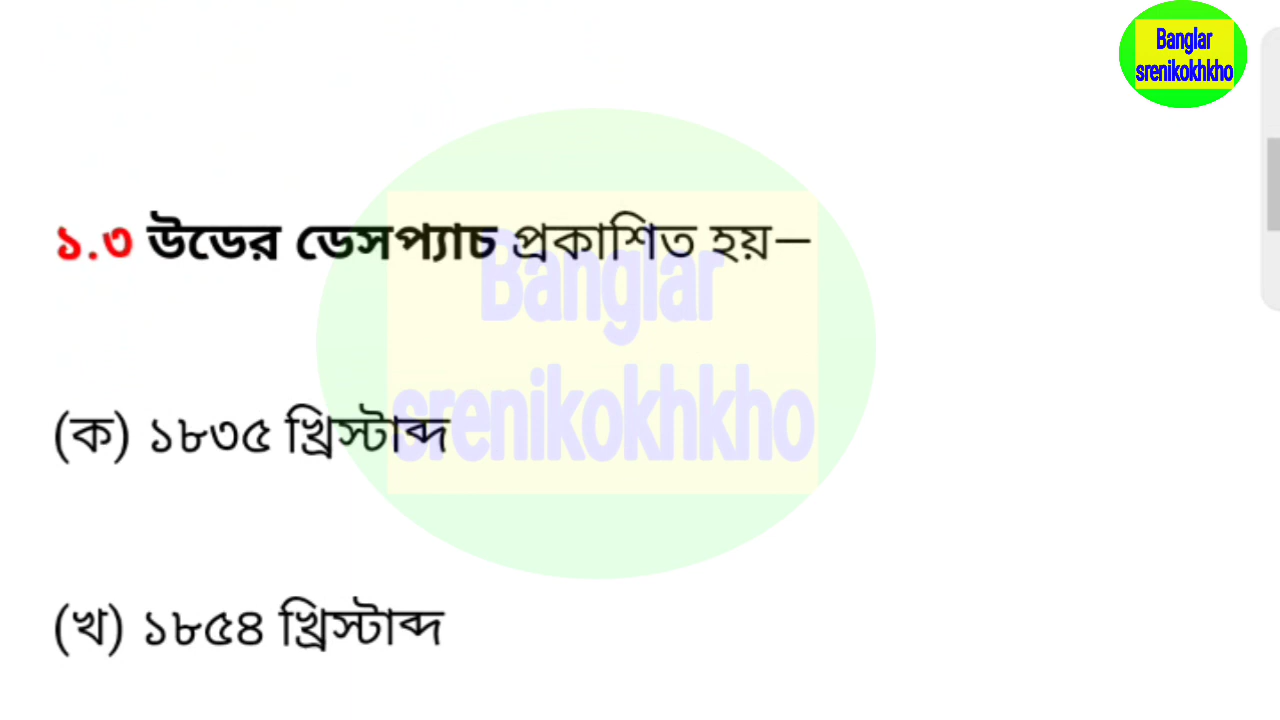 Banglar
srenikokhkho
১.৩ উডের ডেসপ্যাচ প্রকাশিত হয়—
Banglar
srenikokhkho
(ক) ১৮৩৫ খ্রিস্টাব্দ
(খ) ১৮৫৪ খ্রিস্টাব্দ